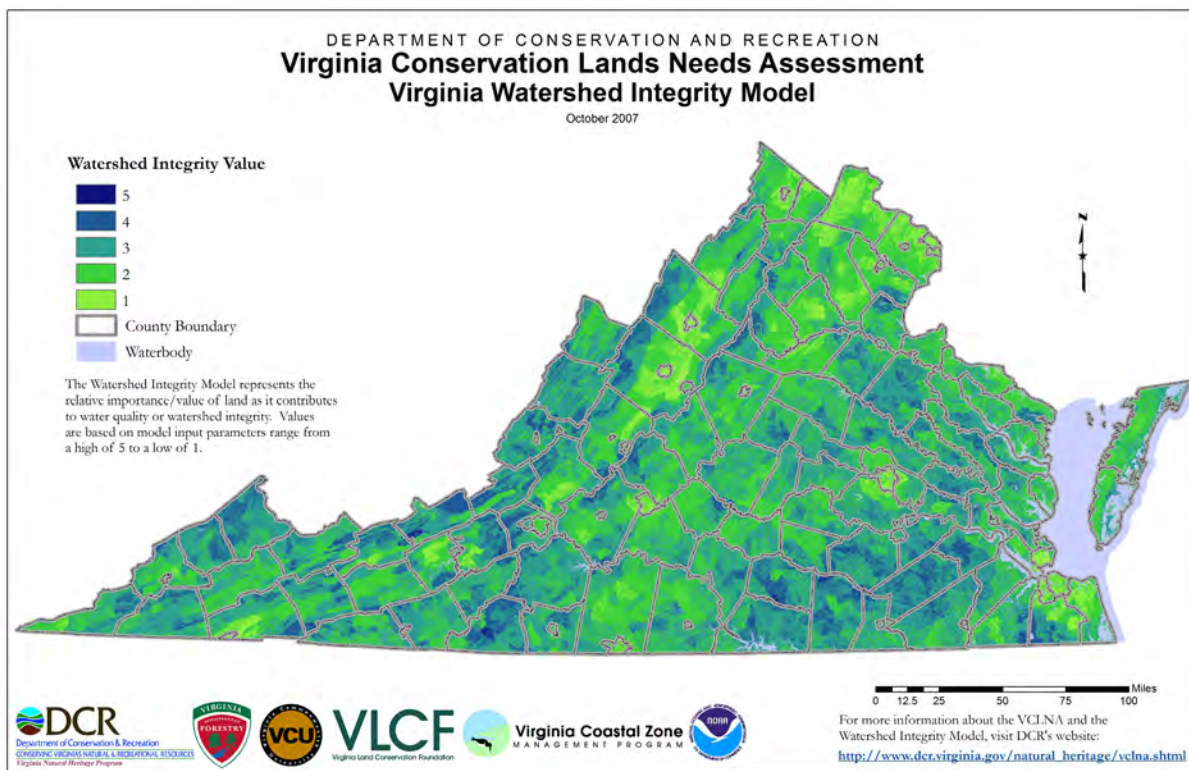 DEPARTMENT OF CONSERVATION AND RECREATION
Virginia Conservation Lands Needs Assessment
Virginia Watershed Integrity Model
October 2007
Watershed Integrity Value
5
4
3
2
1
County Boundary
Waterbody
The Watershed Integrity Model represents the
relative importance/value of land as it contributes
to water quality or watershed integrity. Values
are based on model input parameters range from
a high of 5 to a low of 1.
N
Miles
0 12.5 25 50 75 100
DCR
Department of Conservation & Recreation
CONSERVING VIRGINIA'S NATURAL & RECREATIONAL RESOURCES
Virginia Natural Heritage Program
VIRGINIA
DEPARTMENT OF
FORESTRY
VCU
VLCF
Virginia Land Conservation Foundation
Virginia Coastal Zone
MANAGEMENT PROGRAM
NOAA
For more information about the VCLNA and the
Watershed Integrity Model, visit DCR's website:
http://www.dcr.virginia.gov/natural_heritage/vclna.shtml